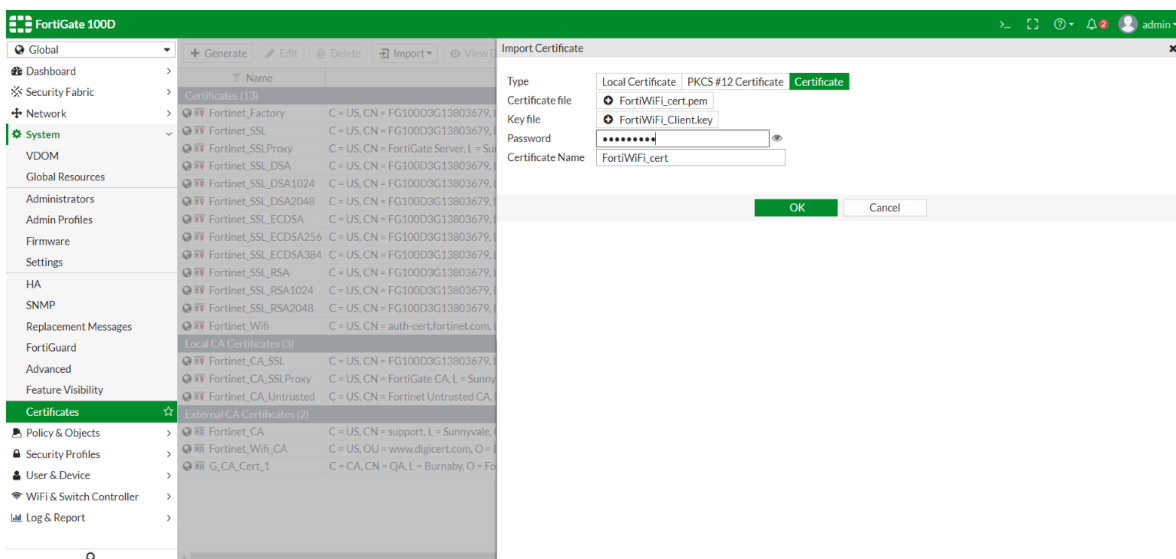 FortiGate 100D
>_
2
admin
Global
Dashboard
Security Fabric
Network
System
VDOM
Global Resources
Administrators
Admin Profiles
Firmware
Settings
HA
SNMP
Replacement Messages
FortiGuard
Advanced
Feature Visibility
Certificates
Policy & Objects
Security Profiles
User & Device
WiFi & Switch Controller
Log & Report
+ Generate Edit Delete Import View D
Name
Certificates (13)
Fortinet_Factory C = US, CN = FG100D3G13803679, L
Fortinet_SSL C = US, CN = FG100D3G13803679, L
Fortinet_SSLProxy C = US, CN = FortiGate Server, L = Sun
Fortinet_SSL_DSA C = US, CN = FG100D3G13803679, L
Fortinet_SSL_DSA1024 C = US, CN = FG100D3G13803679, L
Fortinet_SSL_DSA2048 C = US, CN = FG100D3G13803679, L
Fortinet_SSL_ECDSA C = US, CN = FG100D3G13803679, L
Fortinet_SSL_ECDSA256 C = US, CN = FG100D3G13803679, L
Fortinet_SSL_ECDSA384 C = US, CN = FG100D3G13803679, L
Fortinet_SSL_RSA C = US, CN = FG100D3G13803679, L
Fortinet_SSL_RSA1024 C = US, CN = FG100D3G13803679, L
Fortinet_SSL_RSA2048 C = US, CN = FG100D3G13803679, L
Fortinet_Wifi C = US, CN = auth-cert.fortinet.com, L
Local CA Certificates (3)
Fortinet_CA_SSL C = US, CN = FG100D3G13803679, L
Fortinet_CA_SSLProxy C = US, CN = FortiGate CA, L = Sunny
Fortinet_CA_Untrusted C = US, CN = Fortinet Untrusted CA, L
External CA Certificates (2)
Fortinet_CA C = US, CN = support, L = Sunnyvale,
Fortinet_Wifi_CA C = US, OU = www.digicert.com, O =
G_CA_Cert_1 C = CA, CN = QA, L = Burnaby, O = Fo
Import Certificate
Type Local Certificate PKCS #12 Certificate Certificate
Certificate file FortiWiFi_cert.pem
Key file FortiWiFi_Client.key
Password •••••••••
Certificate Name FortiWiFi_cert
OK Cancel